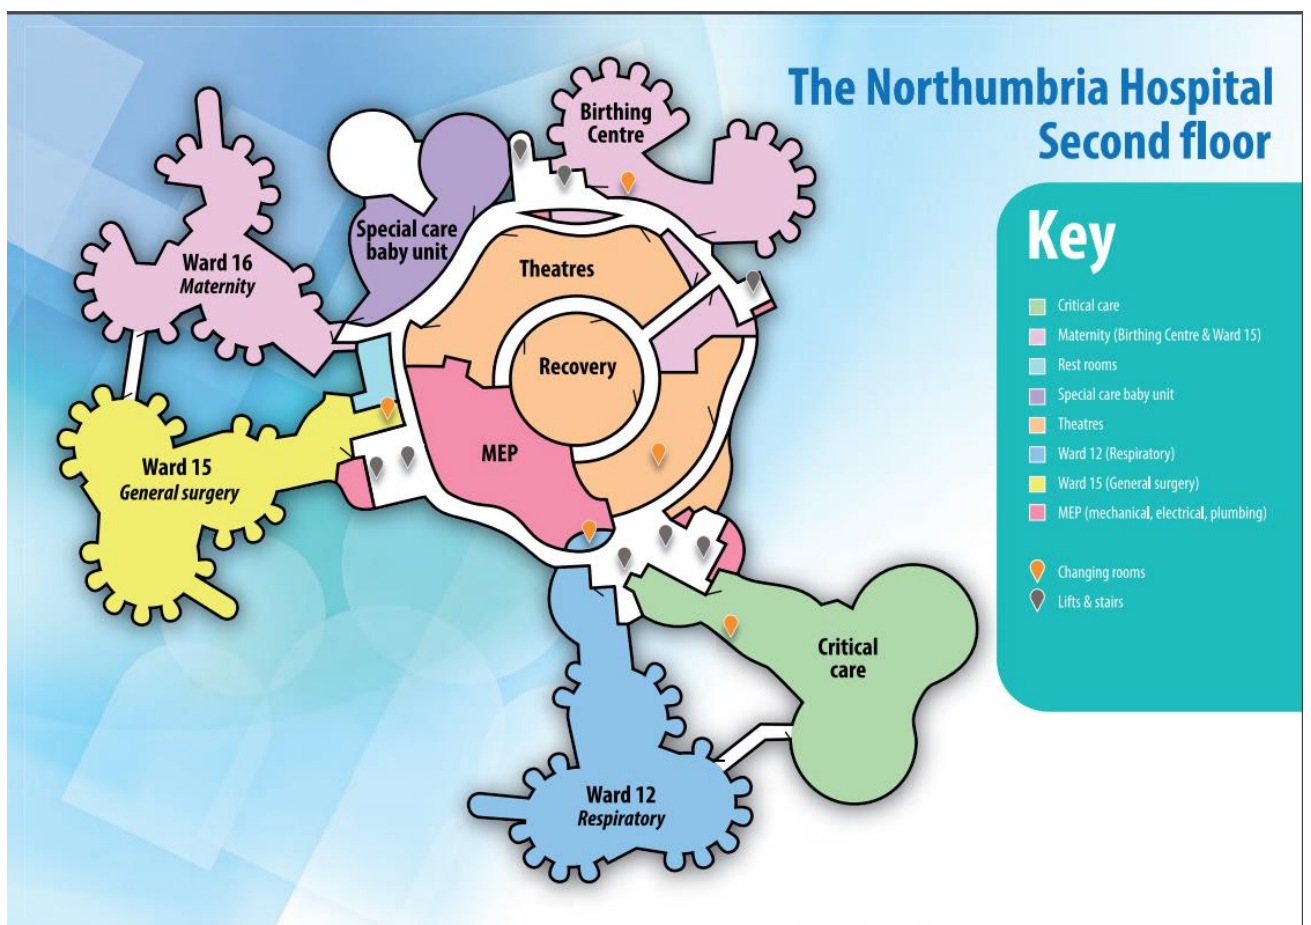 The Northumbria Hospital
Second floor
Birthing
Centre
Special care
baby unit
Ward 16
Maternity
Theatres
Recovery
MEP
Ward 15
General surgery
Critical
care
Ward 12
Respiratory
Key
Critical care
Maternity (Birthing Centre & Ward 15)
Rest rooms
Special care baby unit
Theatres
Ward 12 (Respiratory)
Ward 15 (General surgery)
MEP (mechanical, electrical, plumbing)
Changing rooms
Lifts & stairs